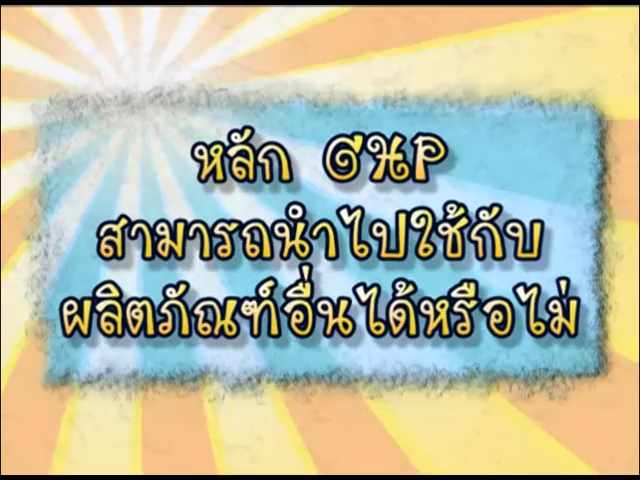 หลัก GHP
สามารถนำไปใช้กับ
ผลิตภัณฑ์อื่นได้หรือไม่